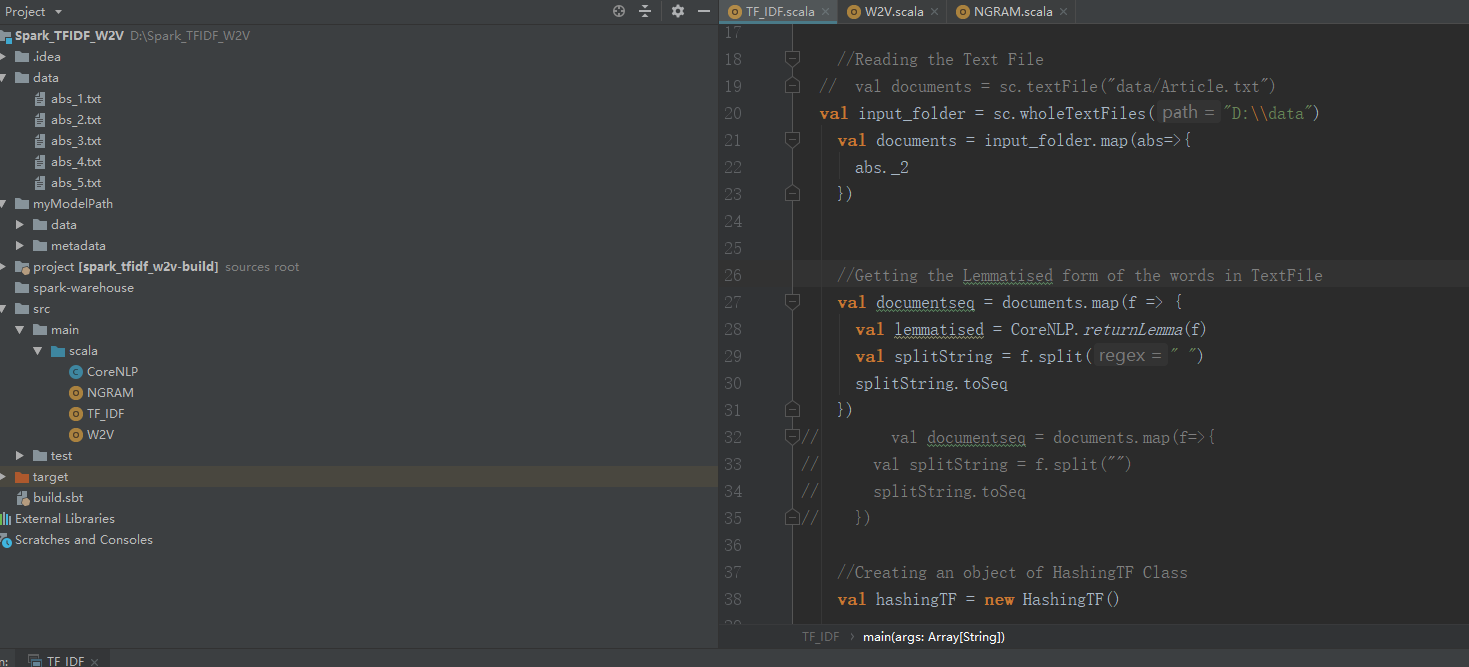 Project
Spark_TFIDF_W2V D:\Spark_TFIDF_W2V
.idea
data
abs_1.txt
abs_2.txt
abs_3.txt
abs_4.txt
abs_5.txt
myModelPath
data
metadata
project [spark_tfidf_w2v-build] sources root
spark-warehouse
src
main
scala
CoreNLP
NGRAM
TF_IDF
W2V
test
target
build.sbt
External Libraries
Scratches and Consoles
TF_IDF.scala W2V.scala NGRAM.scala
17
18 //Reading the Text File
19 // val documents = sc.textFile("data/Article.txt")
20 val input_folder = sc.wholeTextFiles( path = "D:\\data")
21 val documents = input_folder.map(abs=>{
22 abs._2
23 })
24
25
26 //Getting the Lemmatised form of the words in TextFile
27 val documentseq = documents.map(f => {
28 val lemmatised = CoreNLP.returnLemma(f)
29 val splitString = f.split( regex = " ")
30 splitString.toSeq
31 })
32 // val documentseq = documents.map(f=>{
33 // val splitString = f.split("")
34 // splitString.toSeq
35 // })
36
37 //Creating an object of HashingTF Class
38 val hashingTF = new HashingTF()
TF_IDF › main(args: Array[String])
n: TF_IDF